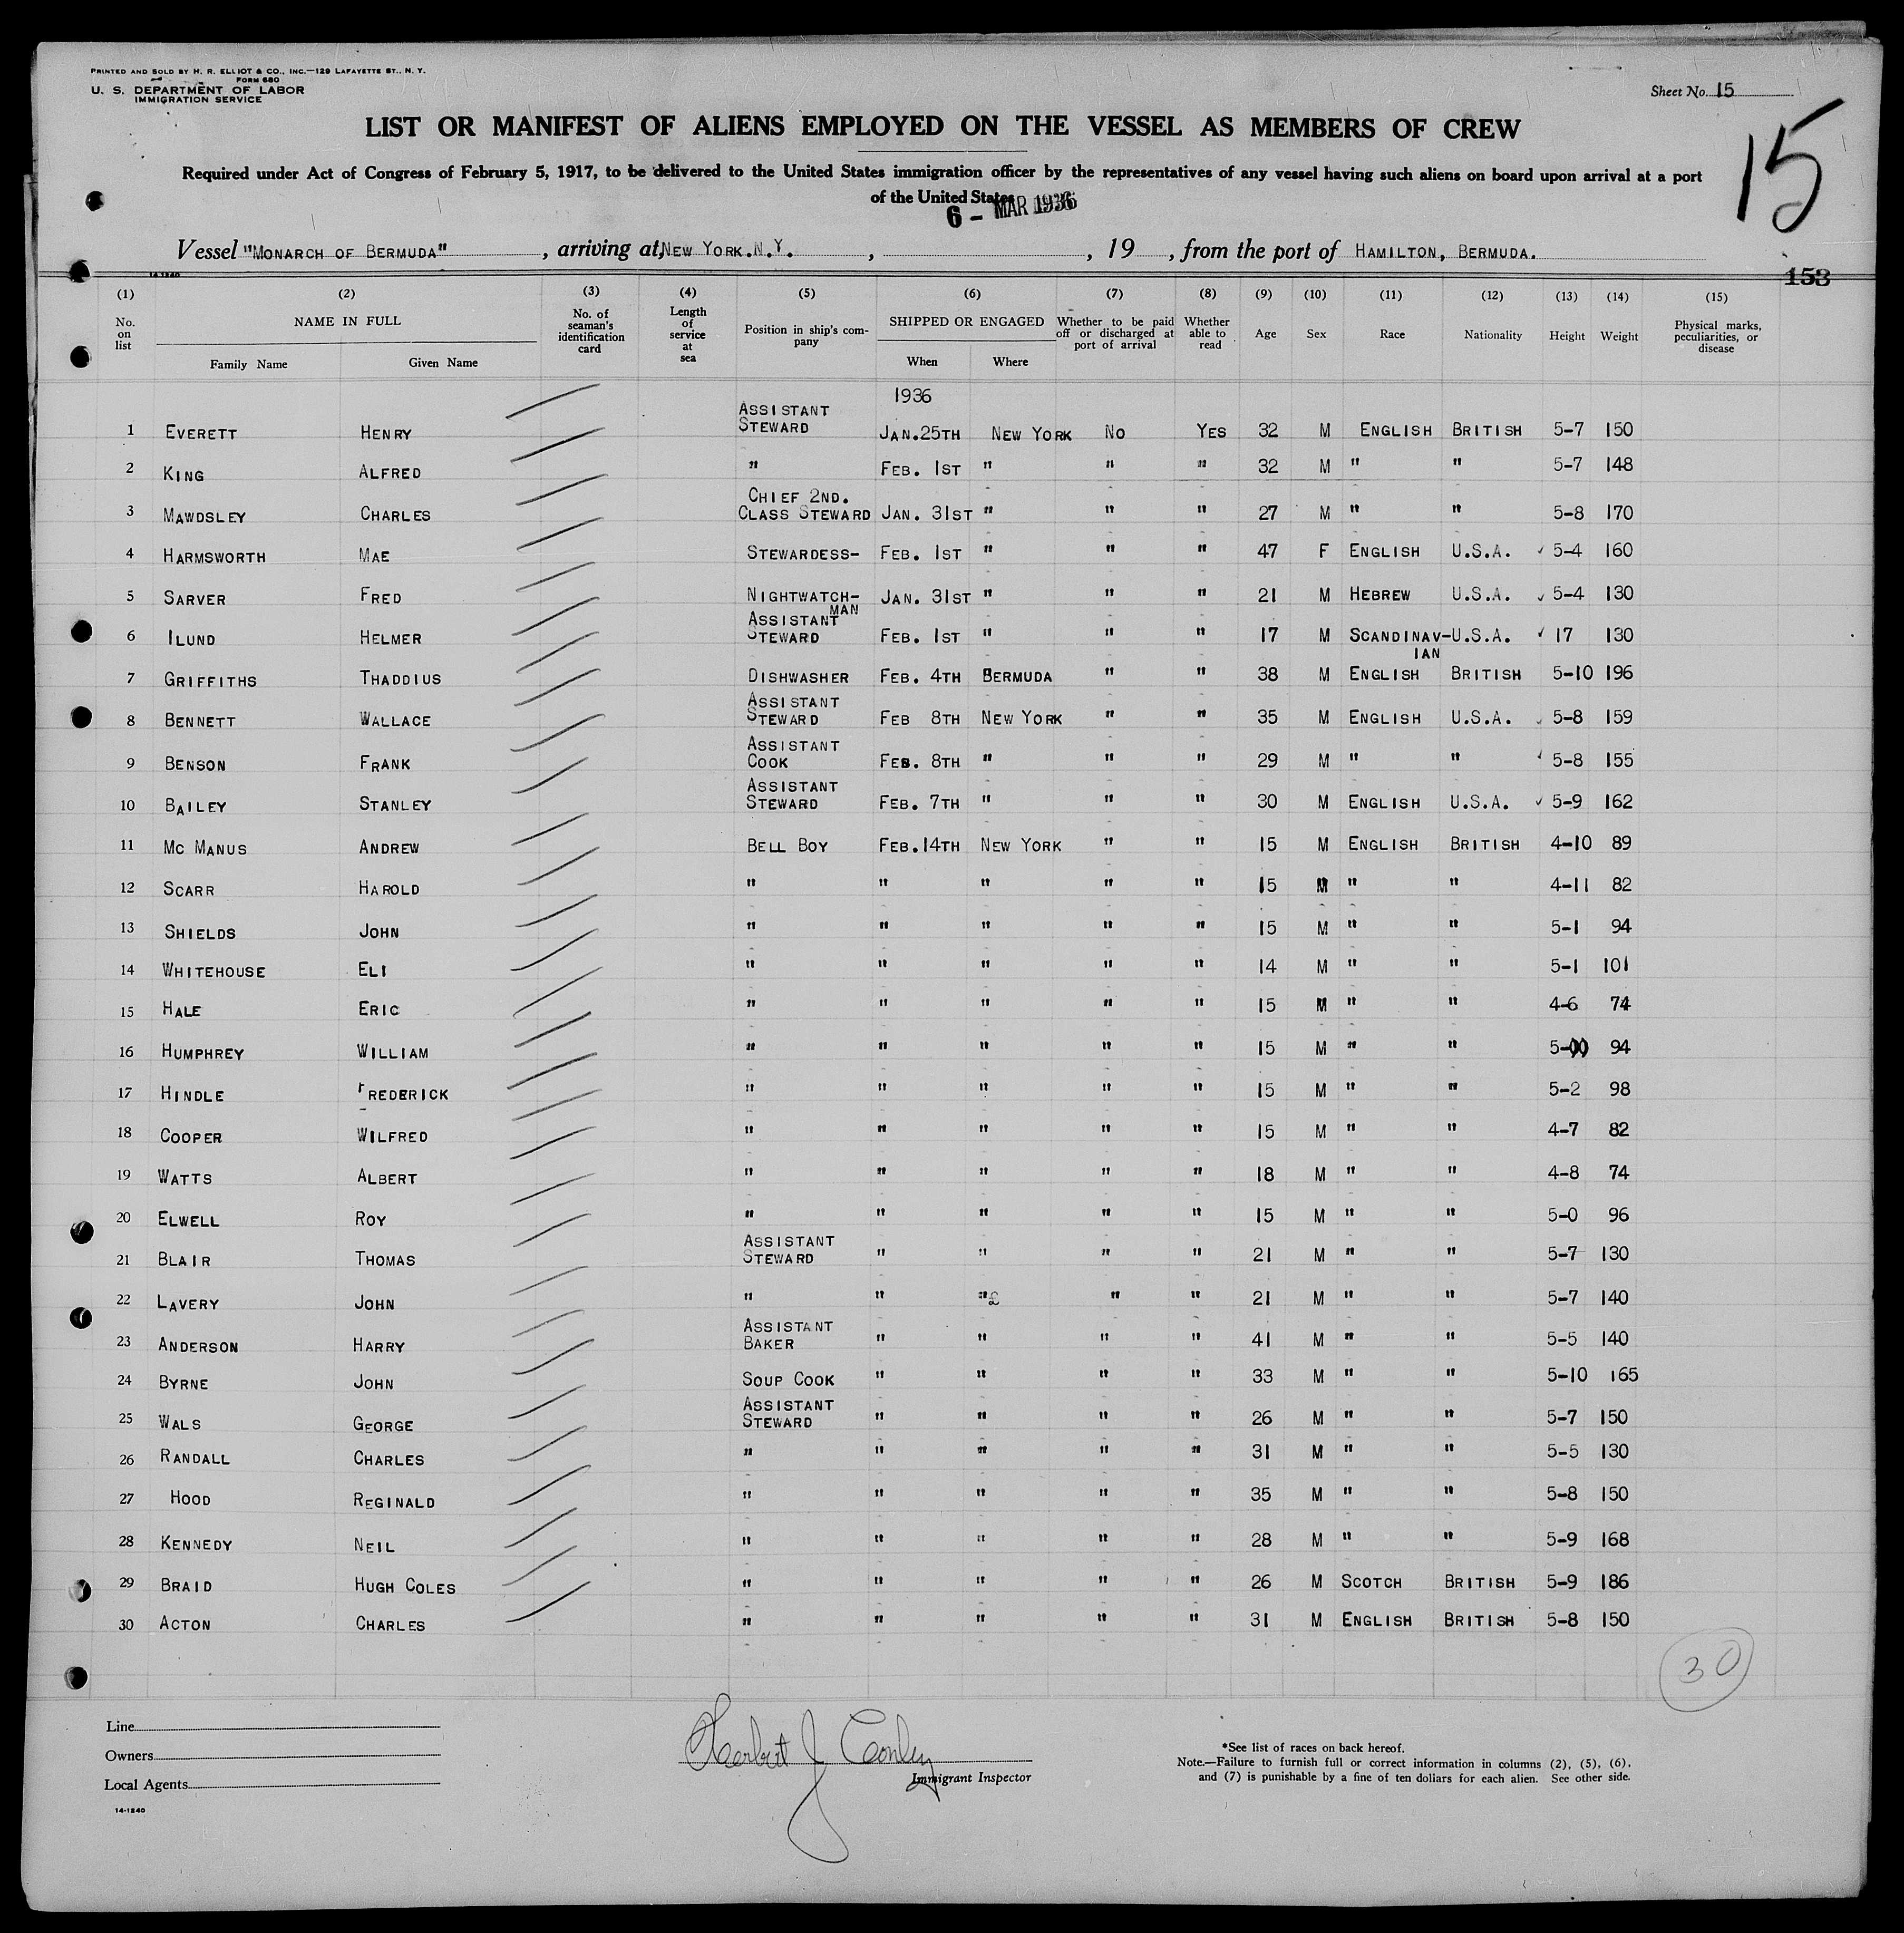 PRINTED AND SOLD BY H. R. ELLIOT & CO., INC.—129 LAFAYETTE ST., N. Y.
FORM 680
U. S. DEPARTMENT OF LABOR
IMMIGRATION SERVICE
Sheet No. 15
LIST OR MANIFEST OF ALIENS EMPLOYED ON THE VESSEL AS MEMBERS OF CREW
15
Required under Act of Congress of February 5, 1917, to be delivered to the United States immigration officer by the representatives of any vessel having such aliens on board upon arrival at a port
of the United States
6 - MAR 1936
Vessel "MONARCH OF BERMUDA" , arriving at NEW YORK.N.Y. , , 19 , from the port of HAMILTON, BERMUDA.
14-1240
153
(1) (2) (3) (4) (5) (6) (7) (8) (9) (10) (11) (12) (13) (14) (15)
No. on list NAME IN FULL Family Name Given Name No. of seaman's identification card Length of service at sea Position in ship's company SHIPPED OR ENGAGED When Where Whether to be paid off or discharged at port of arrival Whether able to read Age Sex Race Nationality Height Weight Physical marks, peculiarities, or disease
1936
1 EVERETT HENRY ASSISTANT STEWARD JAN.25TH NEW YORK NO YES 32 M ENGLISH BRITISH 5-7 150
2 KING ALFRED " FEB. 1ST " " " 32 M " " 5-7 148
3 MAWDSLEY CHARLES CHIEF 2ND. CLASS STEWARD JAN. 31ST " " " 27 M " " 5-8 170
4 HARMSWORTH MAE STEWARDESS- FEB. 1ST " " " 47 F ENGLISH U.S.A. ✓ 5-4 160
5 SARVER FRED NIGHTWATCH-MAN JAN. 31ST " " " 21 M HEBREW U.S.A. ✓ 5-4 130
6 ILUND HELMER ASSISTANT STEWARD FEB. 1ST " " " 17 M SCANDINAV-IAN U.S.A. ✓ 17 130
7 GRIFFITHS THADDIUS DISHWASHER FEB. 4TH BERMUDA " " 38 M ENGLISH BRITISH 5-10 196
8 BENNETT WALLACE ASSISTANT STEWARD FEB 8TH NEW YORK " " 35 M ENGLISH U.S.A. ✓ 5-8 159
9 BENSON FRANK ASSISTANT COOK FEB. 8TH " " " 29 M " " ✓ 5-8 155
10 BAILEY STANLEY ASSISTANT STEWARD FEB. 7TH " " " 30 M ENGLISH U.S.A. ✓ 5-9 162
11 MC MANUS ANDREW BELL BOY FEB.14TH NEW YORK " " 15 M ENGLISH BRITISH 4-10 89
12 SCARR HAROLD " " " " " 15 M " " 4-11 82
13 SHIELDS JOHN " " " " " 15 M " " 5-1 94
14 WHITEHOUSE ELI " " " " " 14 M " " 5-1 101
15 HALE ERIC " " " " " 15 M " " 4-6 74
16 HUMPHREY WILLIAM " " " " " 15 M " " 5- 94
17 HINDLE FREDERICK " " " " " 15 M " " 5-2 98
18 COOPER WILFRED " " " " " 15 M " " 4-7 82
19 WATTS ALBERT " " " " " 18 M " " 4-8 74
20 ELWELL ROY " " " " " 15 M " " 5-0 96
21 BLAIR THOMAS ASSISTANT STEWARD " " " " 21 M " " 5-7 130
22 LAVERY JOHN " " "£ " " 21 M " " 5-7 140
23 ANDERSON HARRY ASSISTANT BAKER " " " " 41 M " " 5-5 140
24 BYRNE JOHN SOUP COOK " " " " 33 M " " 5-10 165
25 WALS GEORGE ASSISTANT STEWARD " " " " 26 M " " 5-7 150
26 RANDALL CHARLES " " " " " 31 M " " 5-5 130
27 HOOD REGINALD " " " " " 35 M " " 5-8 150
28 KENNEDY NEIL " " " " " 28 M " " 5-9 168
29 BRAID HUGH COLES " " " " " 26 M SCOTCH BRITISH 5-9 186
30 ACTON CHARLES " " " " " 31 M ENGLISH BRITISH 5-8 150
30
Line
Owners
Local Agents
14-1240
Herbert J Conley
Immigrant Inspector
*See list of races on back hereof.
Note.—Failure to furnish full or correct information in columns (2), (5), (6),
and (7) is punishable by a fine of ten dollars for each alien. See other side.